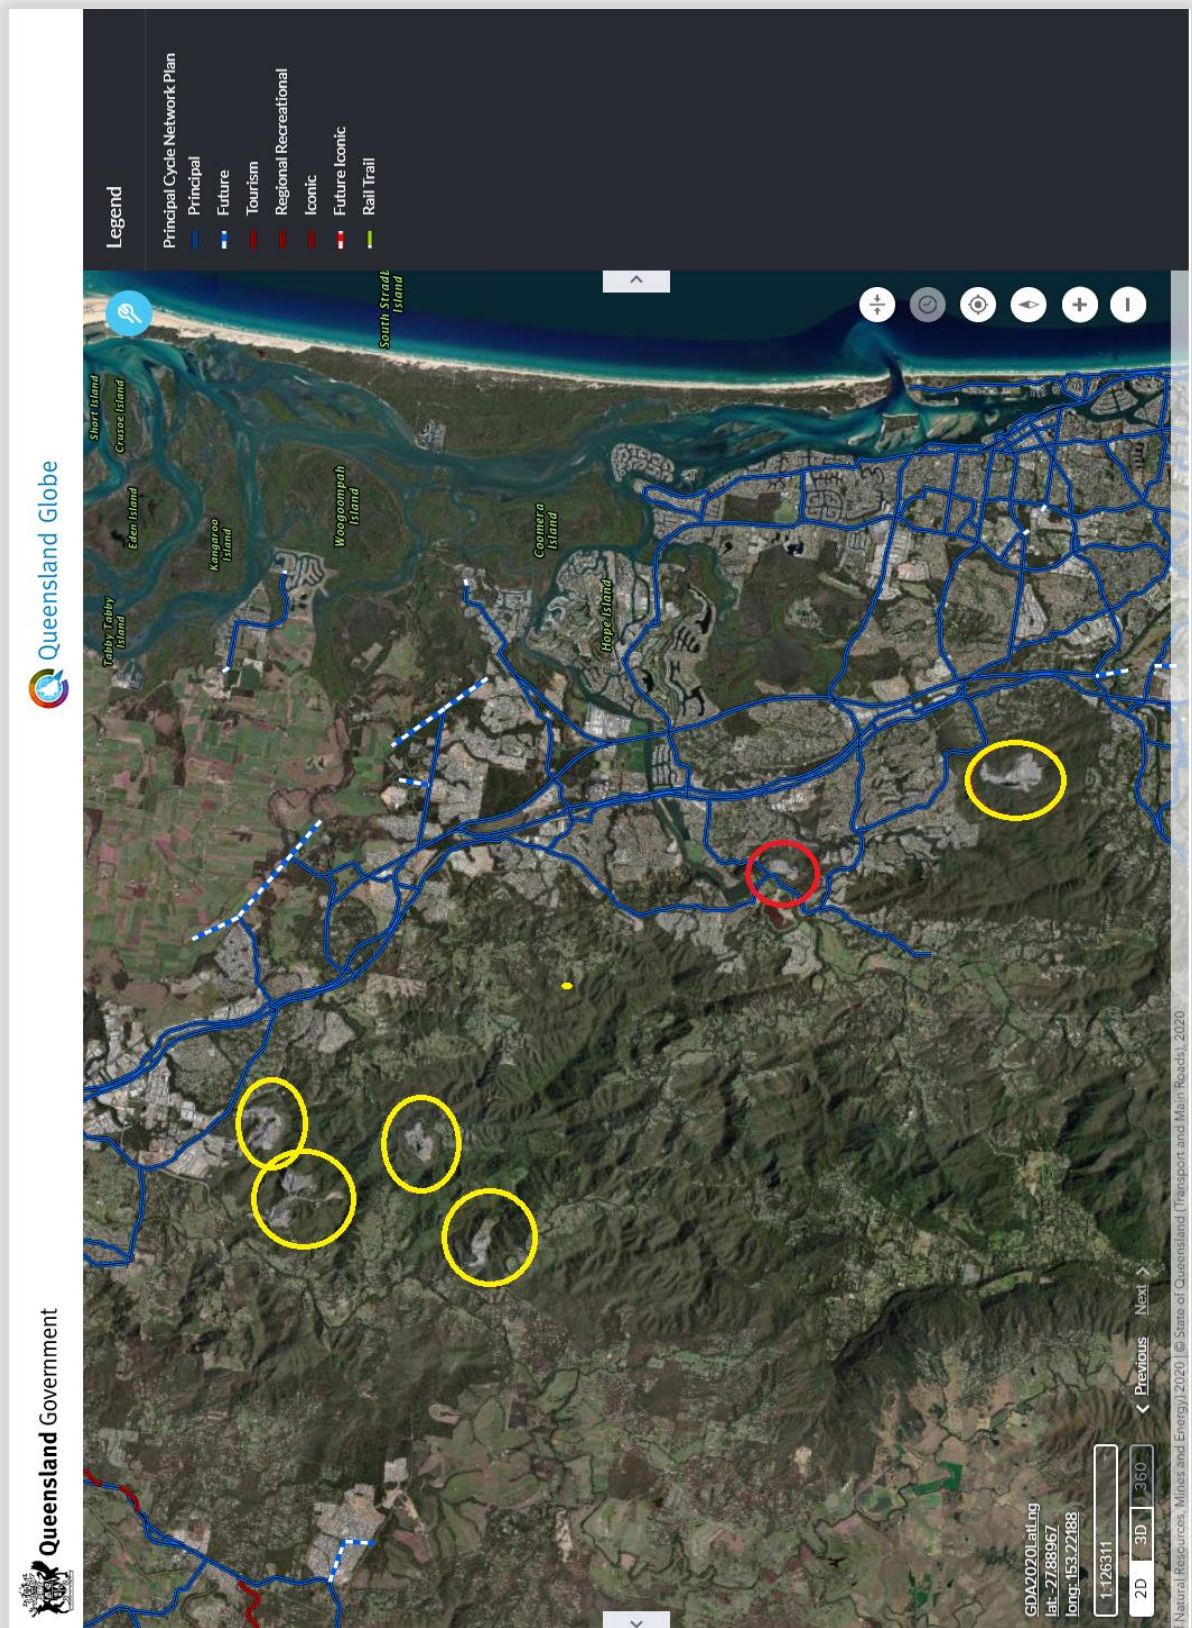 Queensland Government
Queensland Globe
Legend
Principal Cycle Network Plan
Principal
Future
Tourism
Regional Recreational
Iconic
Future Iconic
Rail Trail
Short Island
Crusoe Island
Eden Island
Tabby Tabby
Island
Kangaroo
Island
Woogoompah
Island
South Stradb
Island
Coomera
Island
Hope Island
GDA2020LatLng
lat: -27.88967
long: 153.22188
1:126311
2D 3D 360
Previous Next
f Natural Resources, Mines and Energy) 2020 | © State of Queensland (Transport and Main Roads), 2020